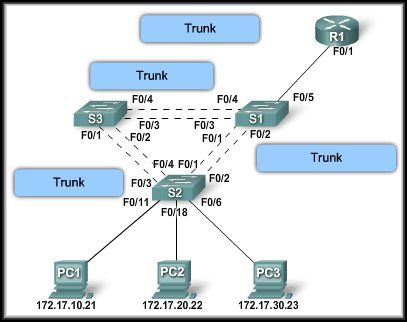 Trunk
R1
F0/1
Trunk
F0/4
F0/4
F0/5
S3
F0/3
F0/3
S1
F0/1
F0/2
F0/1
F0/2
Trunk
F0/4
F0/1
Trunk
F0/3
F0/2
S2
F0/11
F0/18
F0/6
PC1
PC2
PC3
172.17.10.21
172.17.20.22
172.17.30.23